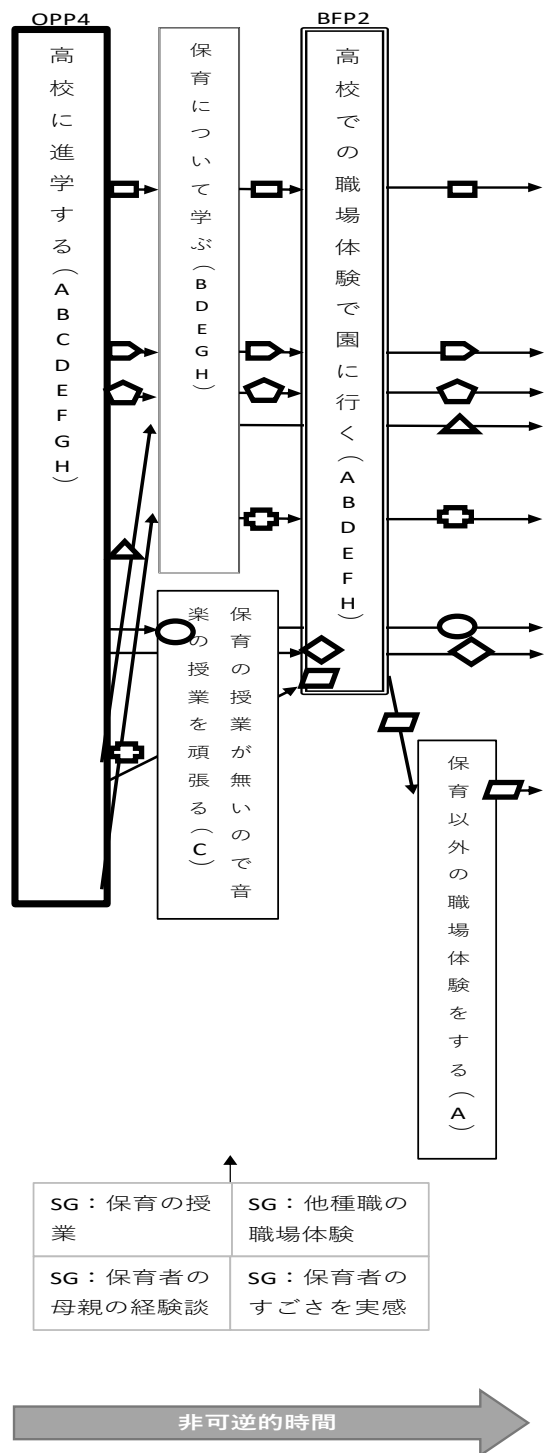 OPP4
高校に進学する（ABCDEFGH）
保育について学ぶ（BDEGH）
BFP2
高校での職場体験で園に行く（ABDEFH）
保育の授業が無いので音
楽の授業を頑張る（C）
保育以外の職場体験をする（A）
SG：保育の授
業
SG：他種職の
職場体験
SG：保育者の
母親の経験談
SG：保育者の
すごさを実感
非可逆的時間